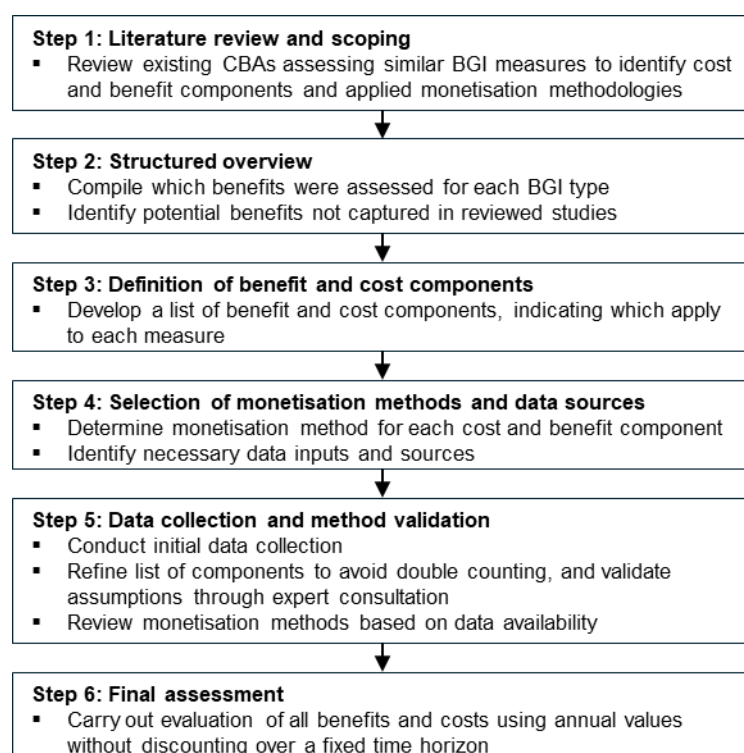 Step 1: Literature review and scoping
▪ Review existing CBAs assessing similar BGI measures to identify cost
and benefit components and applied monetisation methodologies
Step 2: Structured overview
▪ Compile which benefits were assessed for each BGI type
▪ Identify potential benefits not captured in reviewed studies
Step 3: Definition of benefit and cost components
▪ Develop a list of benefit and cost components, indicating which apply
to each measure
Step 4: Selection of monetisation methods and data sources
▪ Determine monetisation method for each cost and benefit component
▪ Identify necessary data inputs and sources
Step 5: Data collection and method validation
▪ Conduct initial data collection
▪ Refine list of components to avoid double counting, and validate
assumptions through expert consultation
▪ Review monetisation methods based on data availability
Step 6: Final assessment
▪ Carry out evaluation of all benefits and costs using annual values
without discounting over a fixed time horizon